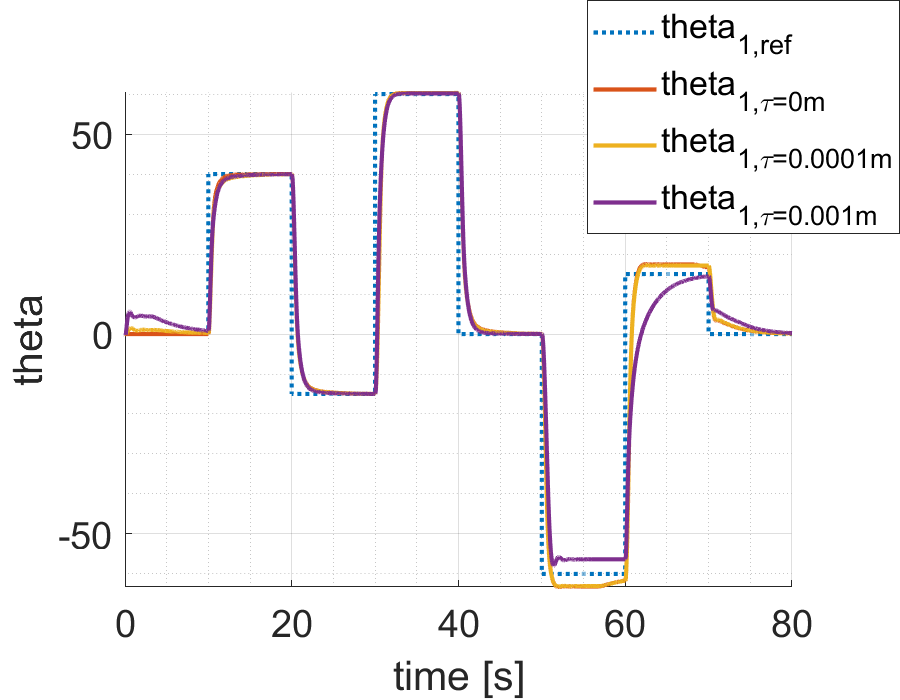 theta1,ref
theta1,τ=0m
theta1,τ=0.0001m
theta1,τ=0.001m
50
0
-50
theta
0 20 40 60 80
time [s]